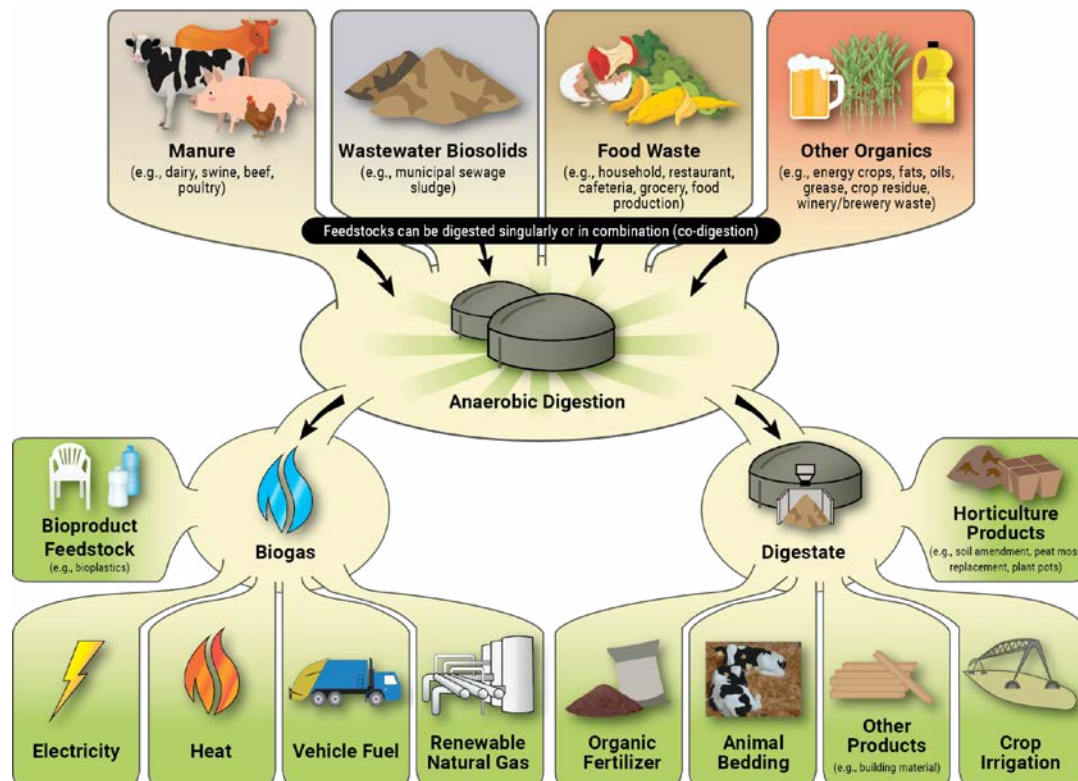 Manure
(e.g., dairy, swine, beef,
poultry)
Wastewater Biosolids
(e.g., municipal sewage
sludge)
Food Waste
(e.g., household, restaurant,
cafeteria, grocery, food
production)
Other Organics
(e.g., energy crops, fats, oils,
grease, crop residue,
winery/brewery waste)
Feedstocks can be digested singularly or in combination (co-digestion)
Anaerobic Digestion
Bioproduct
Feedstock
(e.g., bioplastics)
Biogas
Digestate
Horticulture
Products
(e.g., soil amendment, peat moss
replacement, plant pots)
Electricity
Heat
Vehicle Fuel
Renewable
Natural Gas
Organic
Fertilizer
Animal
Bedding
Other
Products
(e.g., building material)
Crop
Irrigation